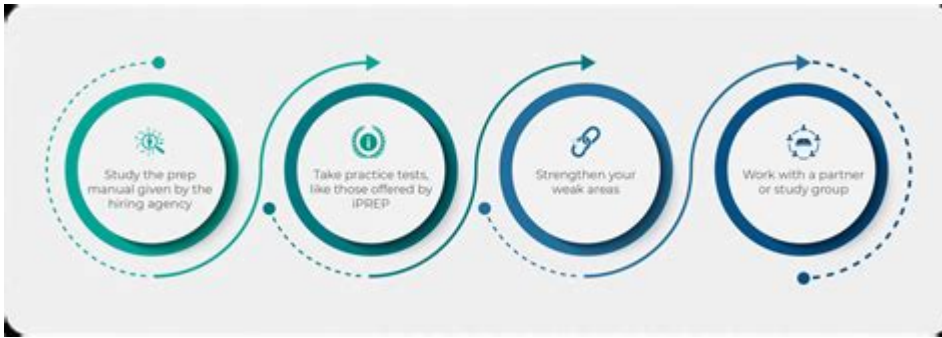 Study the prep
manual given by the
hiring agency
Take practice tests,
like those offered by
iPREP
Strengthen your
weak areas
Work with a partner
or study group